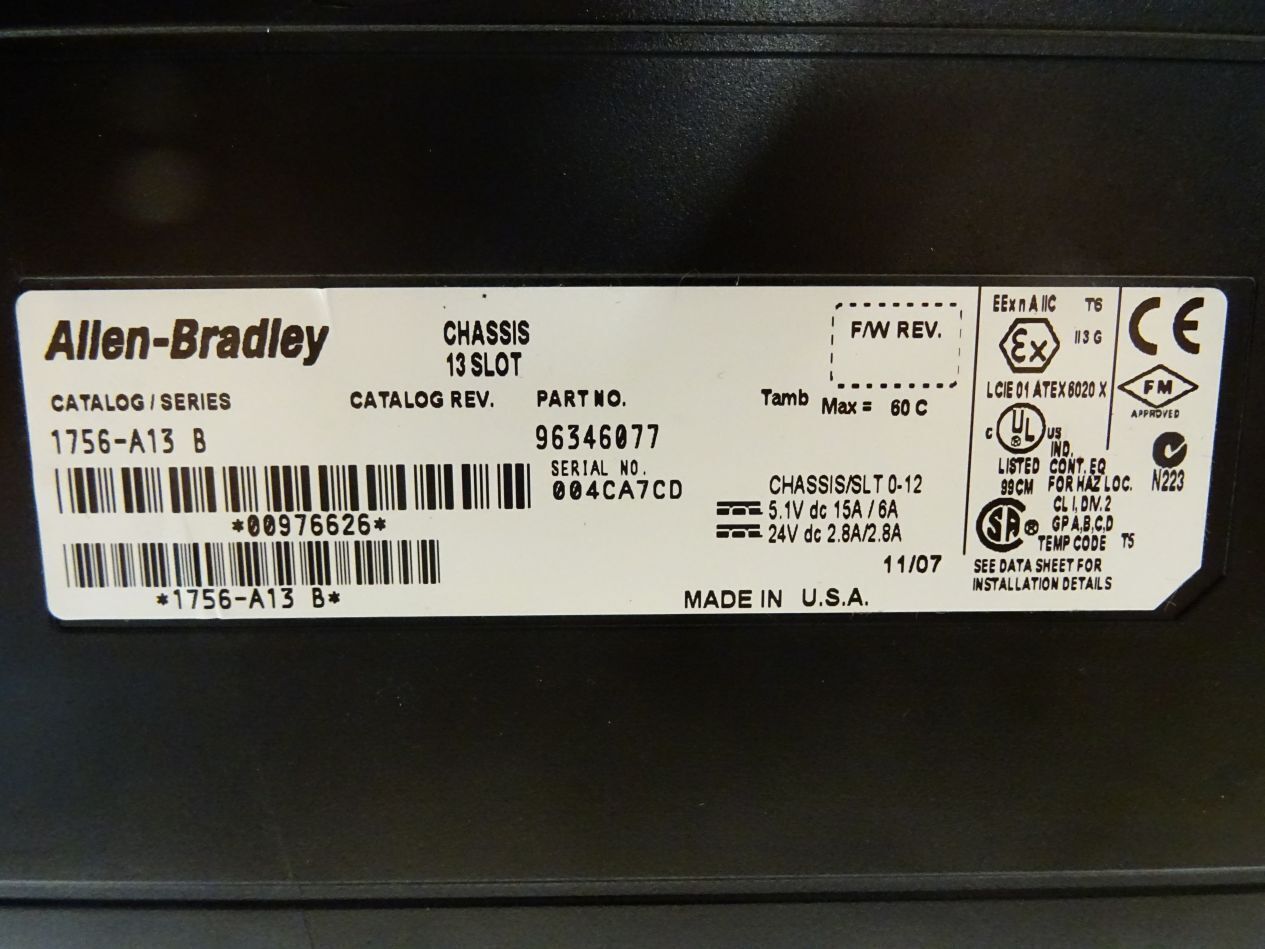 Allen-Bradley
CHASSIS
13 SLOT
CATALOG / SERIES
CATALOG REV.
PART NO.
1756-A13 B
96346077
SERIAL NO.
004CA7CD
*00976626*
*1756-A13 B*
F/W REV.
Tamb Max = 60 C
CHASSIS/SLT 0-12
5.1V dc 15A / 6A
24V dc 2.8A/2.8A
11/07
MADE IN U.S.A.
EEx n A IIC T6
Ex II 3 G
LCIE 01 ATEX 6020 X
C UL ® US
LISTED
99CM
IND.
CONT. EQ
FOR HAZ LOC.
CL I, DIV. 2
GP A,B,C,D
TEMP CODE T5
SA ®
SEE DATA SHEET FOR
INSTALLATION DETAILS
CE
FM
APPROVED
N223